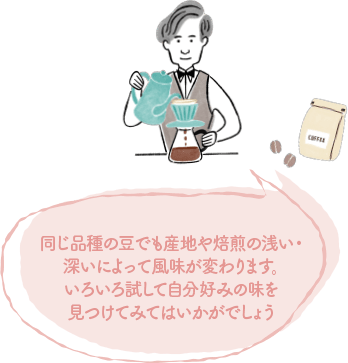 COFFEE
同じ品種の豆でも産地や焙煎の浅い・
深いによって風味が変わります。
いろいろ試して自分好みの味を
見つけてみてはいかがでしょう